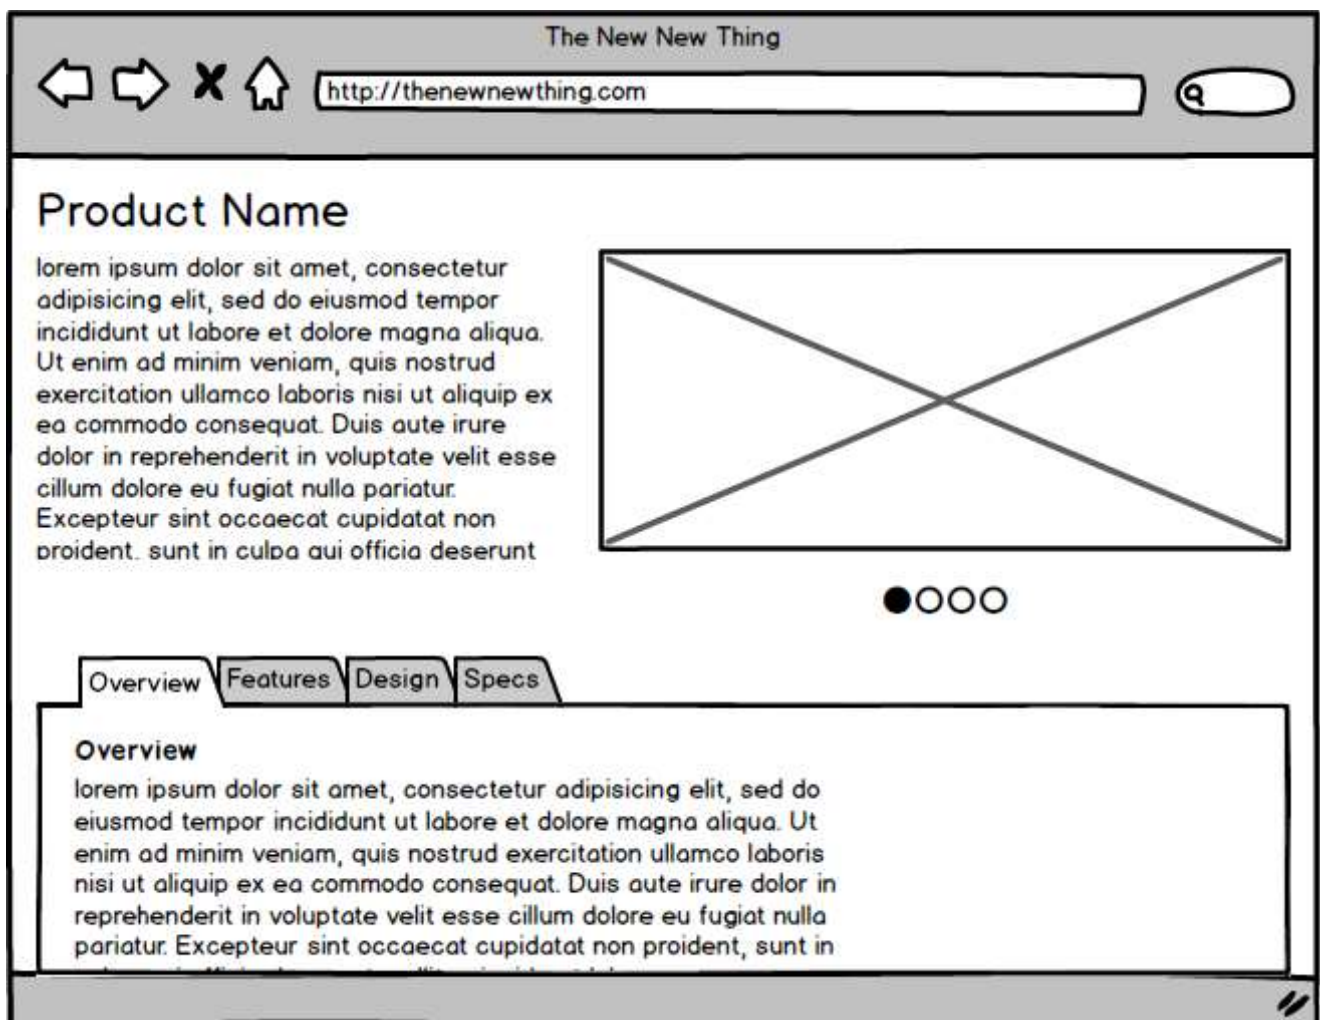 The New New Thing
http://thenewnewthing.com
Product Name
lorem ipsum dolor sit amet, consectetur
adipisicing elit, sed do eiusmod tempor
incididunt ut labore et dolore magna aliqua.
Ut enim ad minim veniam, quis nostrud
exercitation ullamco laboris nisi ut aliquip ex
ea commodo consequat. Duis aute irure
dolor in reprehenderit in voluptate velit esse
cillum dolore eu fugiat nulla pariatur.
Excepteur sint occaecat cupidatat non
proident, sunt in culpa qui officia deserunt
Overview Features Design Specs
Overview
lorem ipsum dolor sit amet, consectetur adipisicing elit, sed do
eiusmod tempor incididunt ut labore et dolore magna aliqua. Ut
enim ad minim veniam, quis nostrud exercitation ullamco laboris
nisi ut aliquip ex ea commodo consequat. Duis aute irure dolor in
reprehenderit in voluptate velit esse cillum dolore eu fugiat nulla
pariatur. Excepteur sint occaecat cupidatat non proident, sunt in